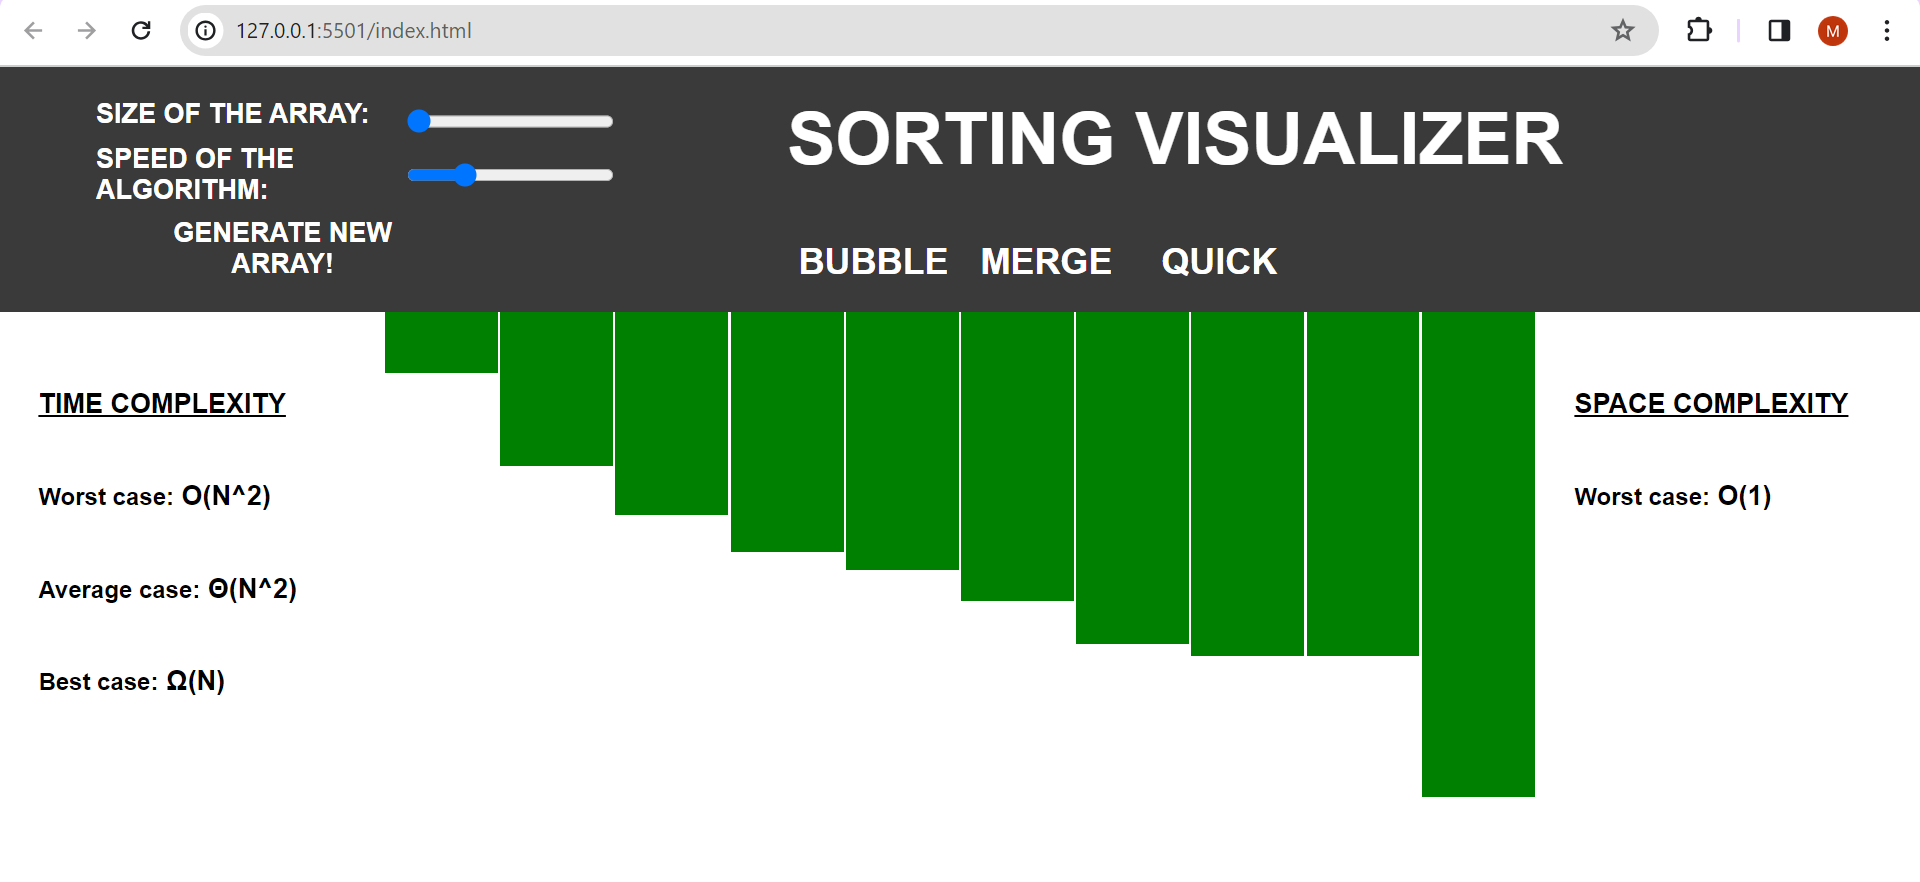 127.0.0.1:5501/index.html
M
SIZE OF THE ARRAY:
SPEED OF THE
ALGORITHM:
GENERATE NEW
ARRAY!
SORTING VISUALIZER
BUBBLE MERGE QUICK
TIME COMPLEXITY
Worst case: O(N^2)
Average case: Θ(N^2)
Best case: Ω(N)
SPACE COMPLEXITY
Worst case: O(1)